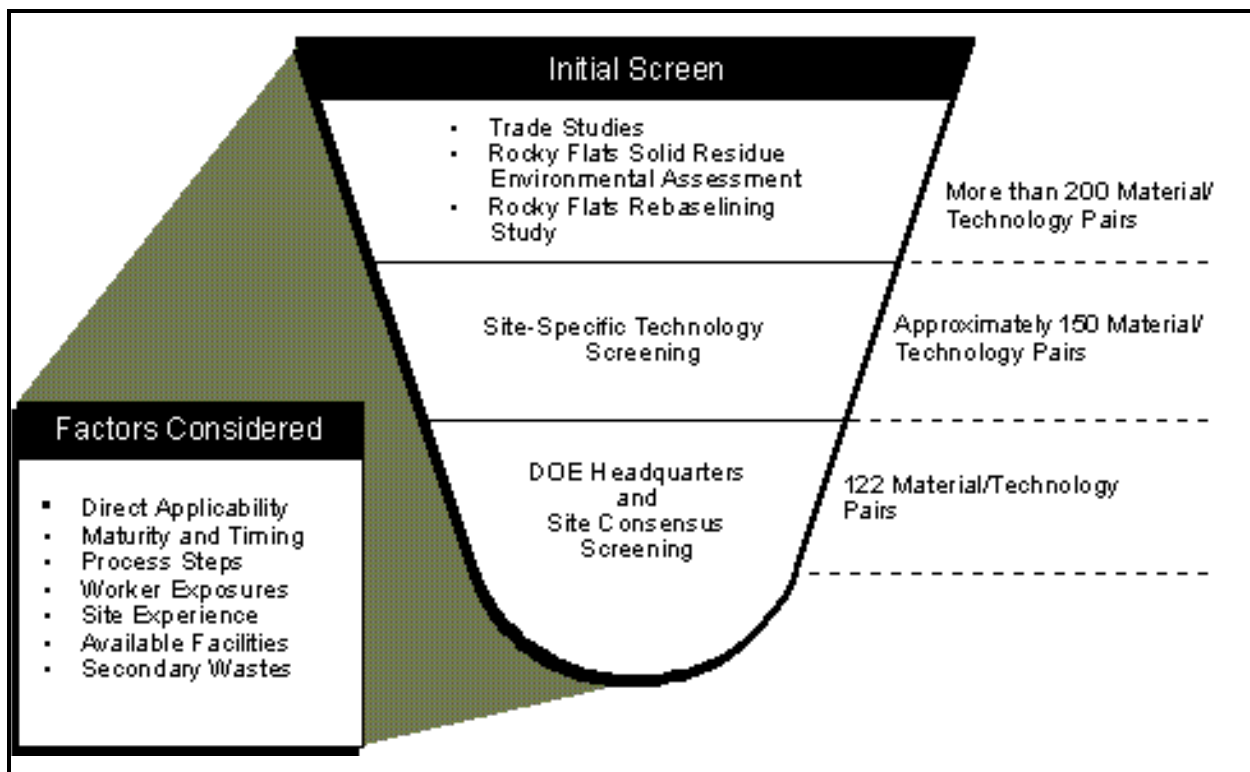 Initial Screen
• Trade Studies
• Rocky Flats Solid Residue
Environmental Assessment
• Rocky Flats Rebaselining
Study
More than 200 Material/
Technology Pairs
Site-Specific Technology
Screening
Approximately 150 Material/
Technology Pairs
DOE Headquarters
and
Site Consensus
Screening
122 Material/Technology
Pairs
Factors Considered
▪ Direct Applicability
• Maturity and Timing
• Process Steps
• Worker Exposures
• Site Experience
• Available Facilities
• Secondary Wastes